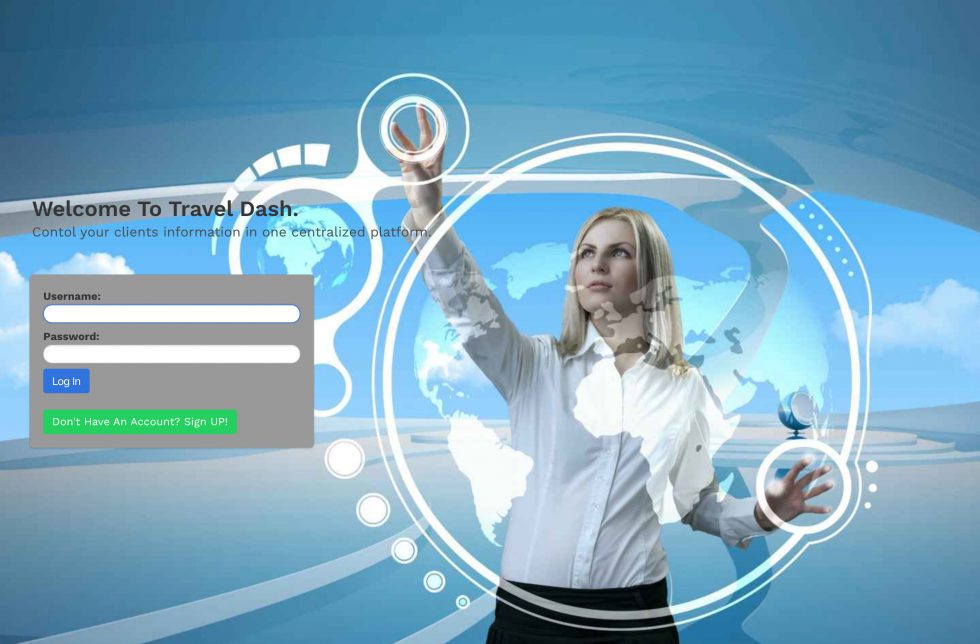 Welcome To Travel Dash.
Contol your clients information in one centralized platform.
Username:
Password:
Log In
Don't Have An Account? Sign UP!